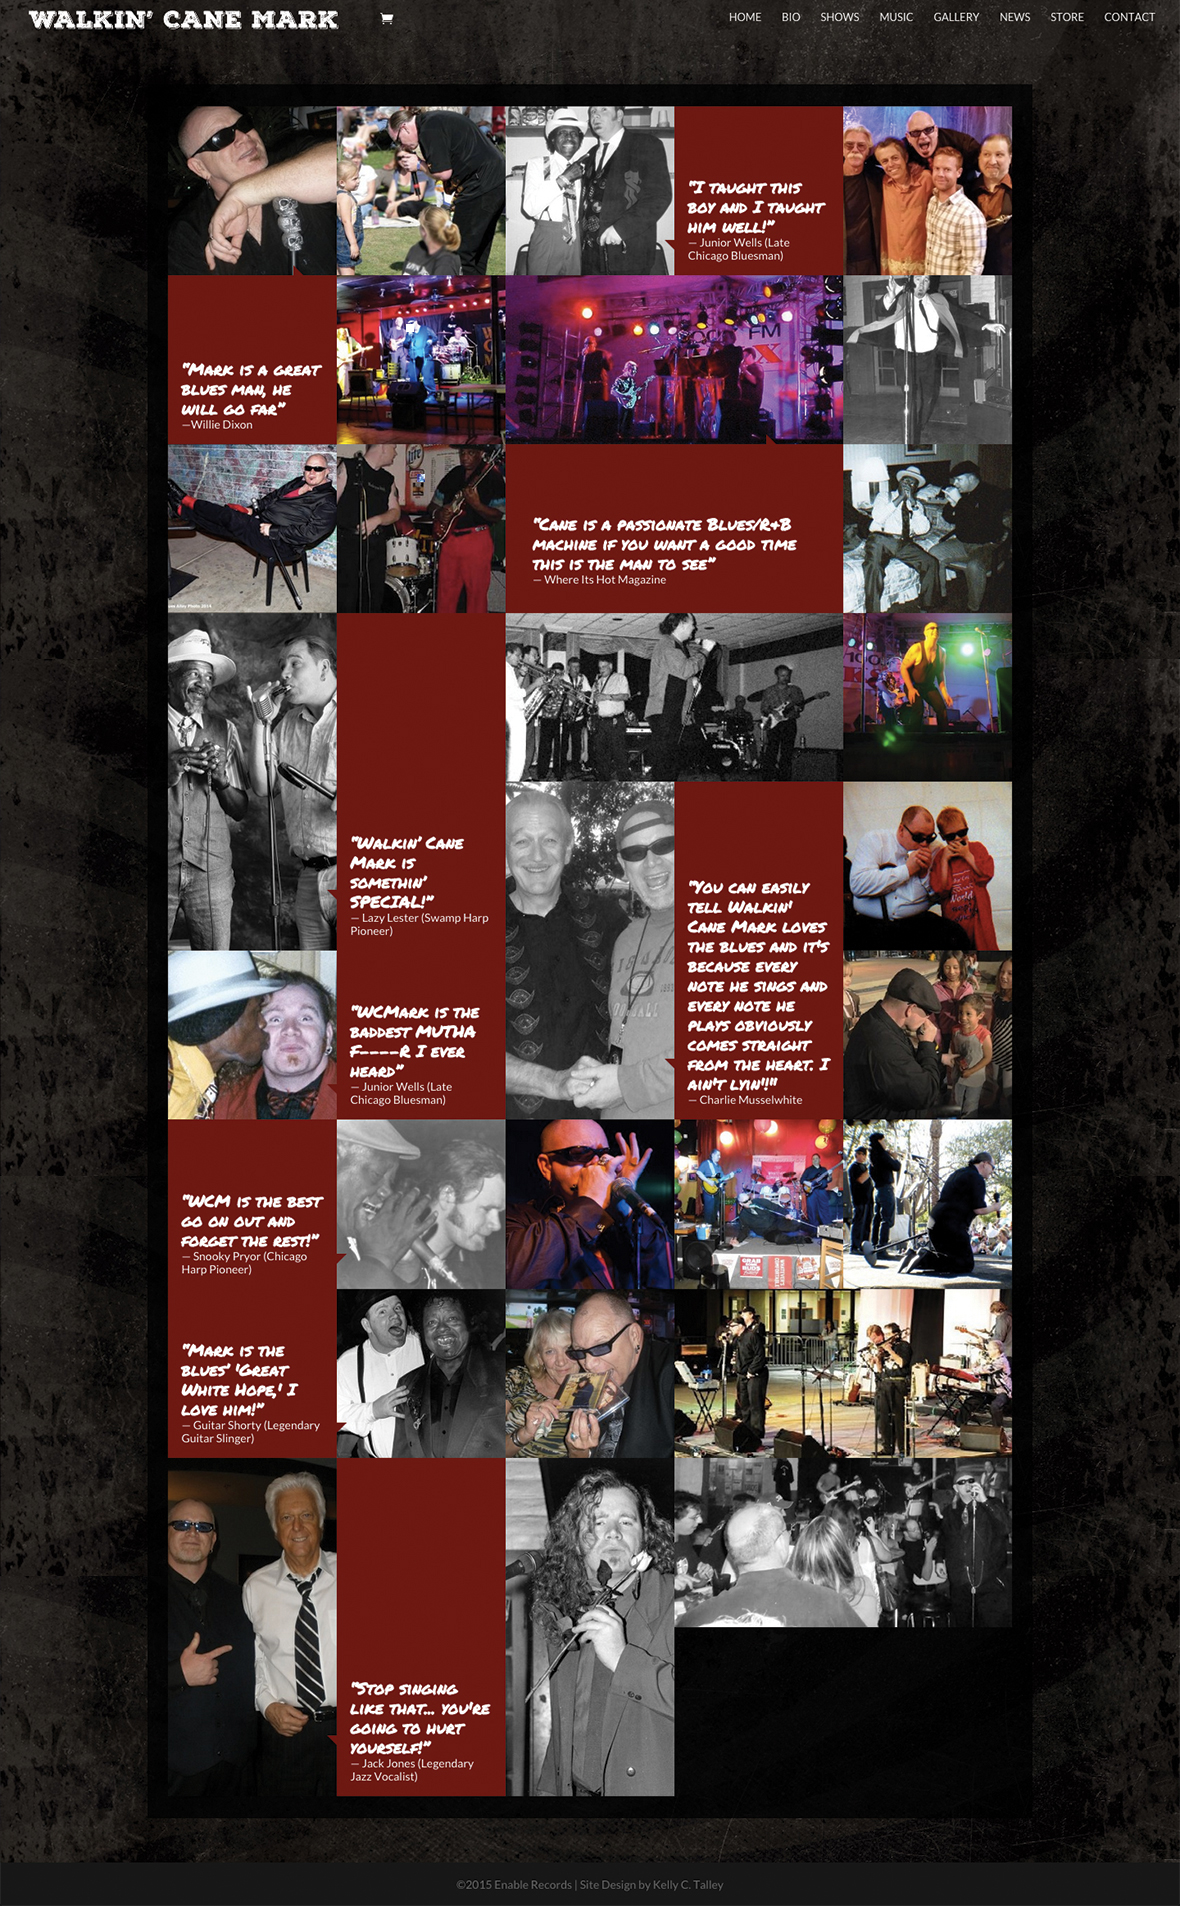 WALKIN' CANE MARK
HOME BIO SHOWS MUSIC GALLERY NEWS STORE CONTACT
"I TAUGHT THIS
BOY AND I TAUGHT
HIM WELL!"
— Junior Wells (Late
Chicago Bluesman)
"MARK IS A GREAT
BLUES MAN, HE
WILL GO FAR"
—Willie Dixon
FM
"CANE IS A PASSIONATE BLUES/R&B
MACHINE IF YOU WANT A GOOD TIME
THIS IS THE MAN TO SEE"
— Where Its Hot Magazine
"WALKIN' CANE
MARK IS
SOMETHIN'
SPECIAL!"
— Lazy Lester (Swamp Harp
Pioneer)
"YOU CAN EASILY
TELL WALKIN'
CANE MARK LOVES
THE BLUES AND IT'S
BECAUSE EVERY
NOTE HE SINGS AND
EVERY NOTE HE
PLAYS OBVIOUSLY
COMES STRAIGHT
FROM THE HEART. I
AIN'T LYIN'!"
— Charlie Musselwhite
"WCMARK IS THE
BADDEST MUTHA
F----R I EVER
HEARD"
— Junior Wells (Late
Chicago Bluesman)
"WCM IS THE BEST
GO ON OUT AND
FORGET THE REST!"
— Snooky Pryor (Chicago
Harp Pioneer)
"MARK IS THE
BLUES' 'GREAT
WHITE HOPE,' I
LOVE HIM!"
— Guitar Shorty (Legendary
Guitar Slinger)
"STOP SINGING
LIKE THAT... YOU'RE
GOING TO HURT
YOURSELF!"
— Jack Jones (Legendary
Jazz Vocalist)
©2015 Enable Records | Site Design by Kelly C. Talley